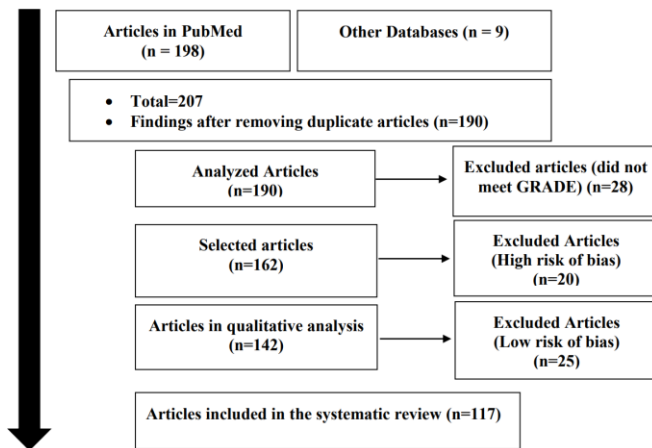 Articles in PubMed
(n = 198)
Other Databases (n = 9)
• Total=207
• Findings after removing duplicate articles (n=190)
Analyzed Articles
(n=190)
Excluded articles (did not
meet GRADE) (n=28)
Selected articles
(n=162)
Excluded Articles
(High risk of bias)
(n=20)
Articles in qualitative analysis
(n=142)
Excluded Articles
(Low risk of bias)
(n=25)
Articles included in the systematic review (n=117)